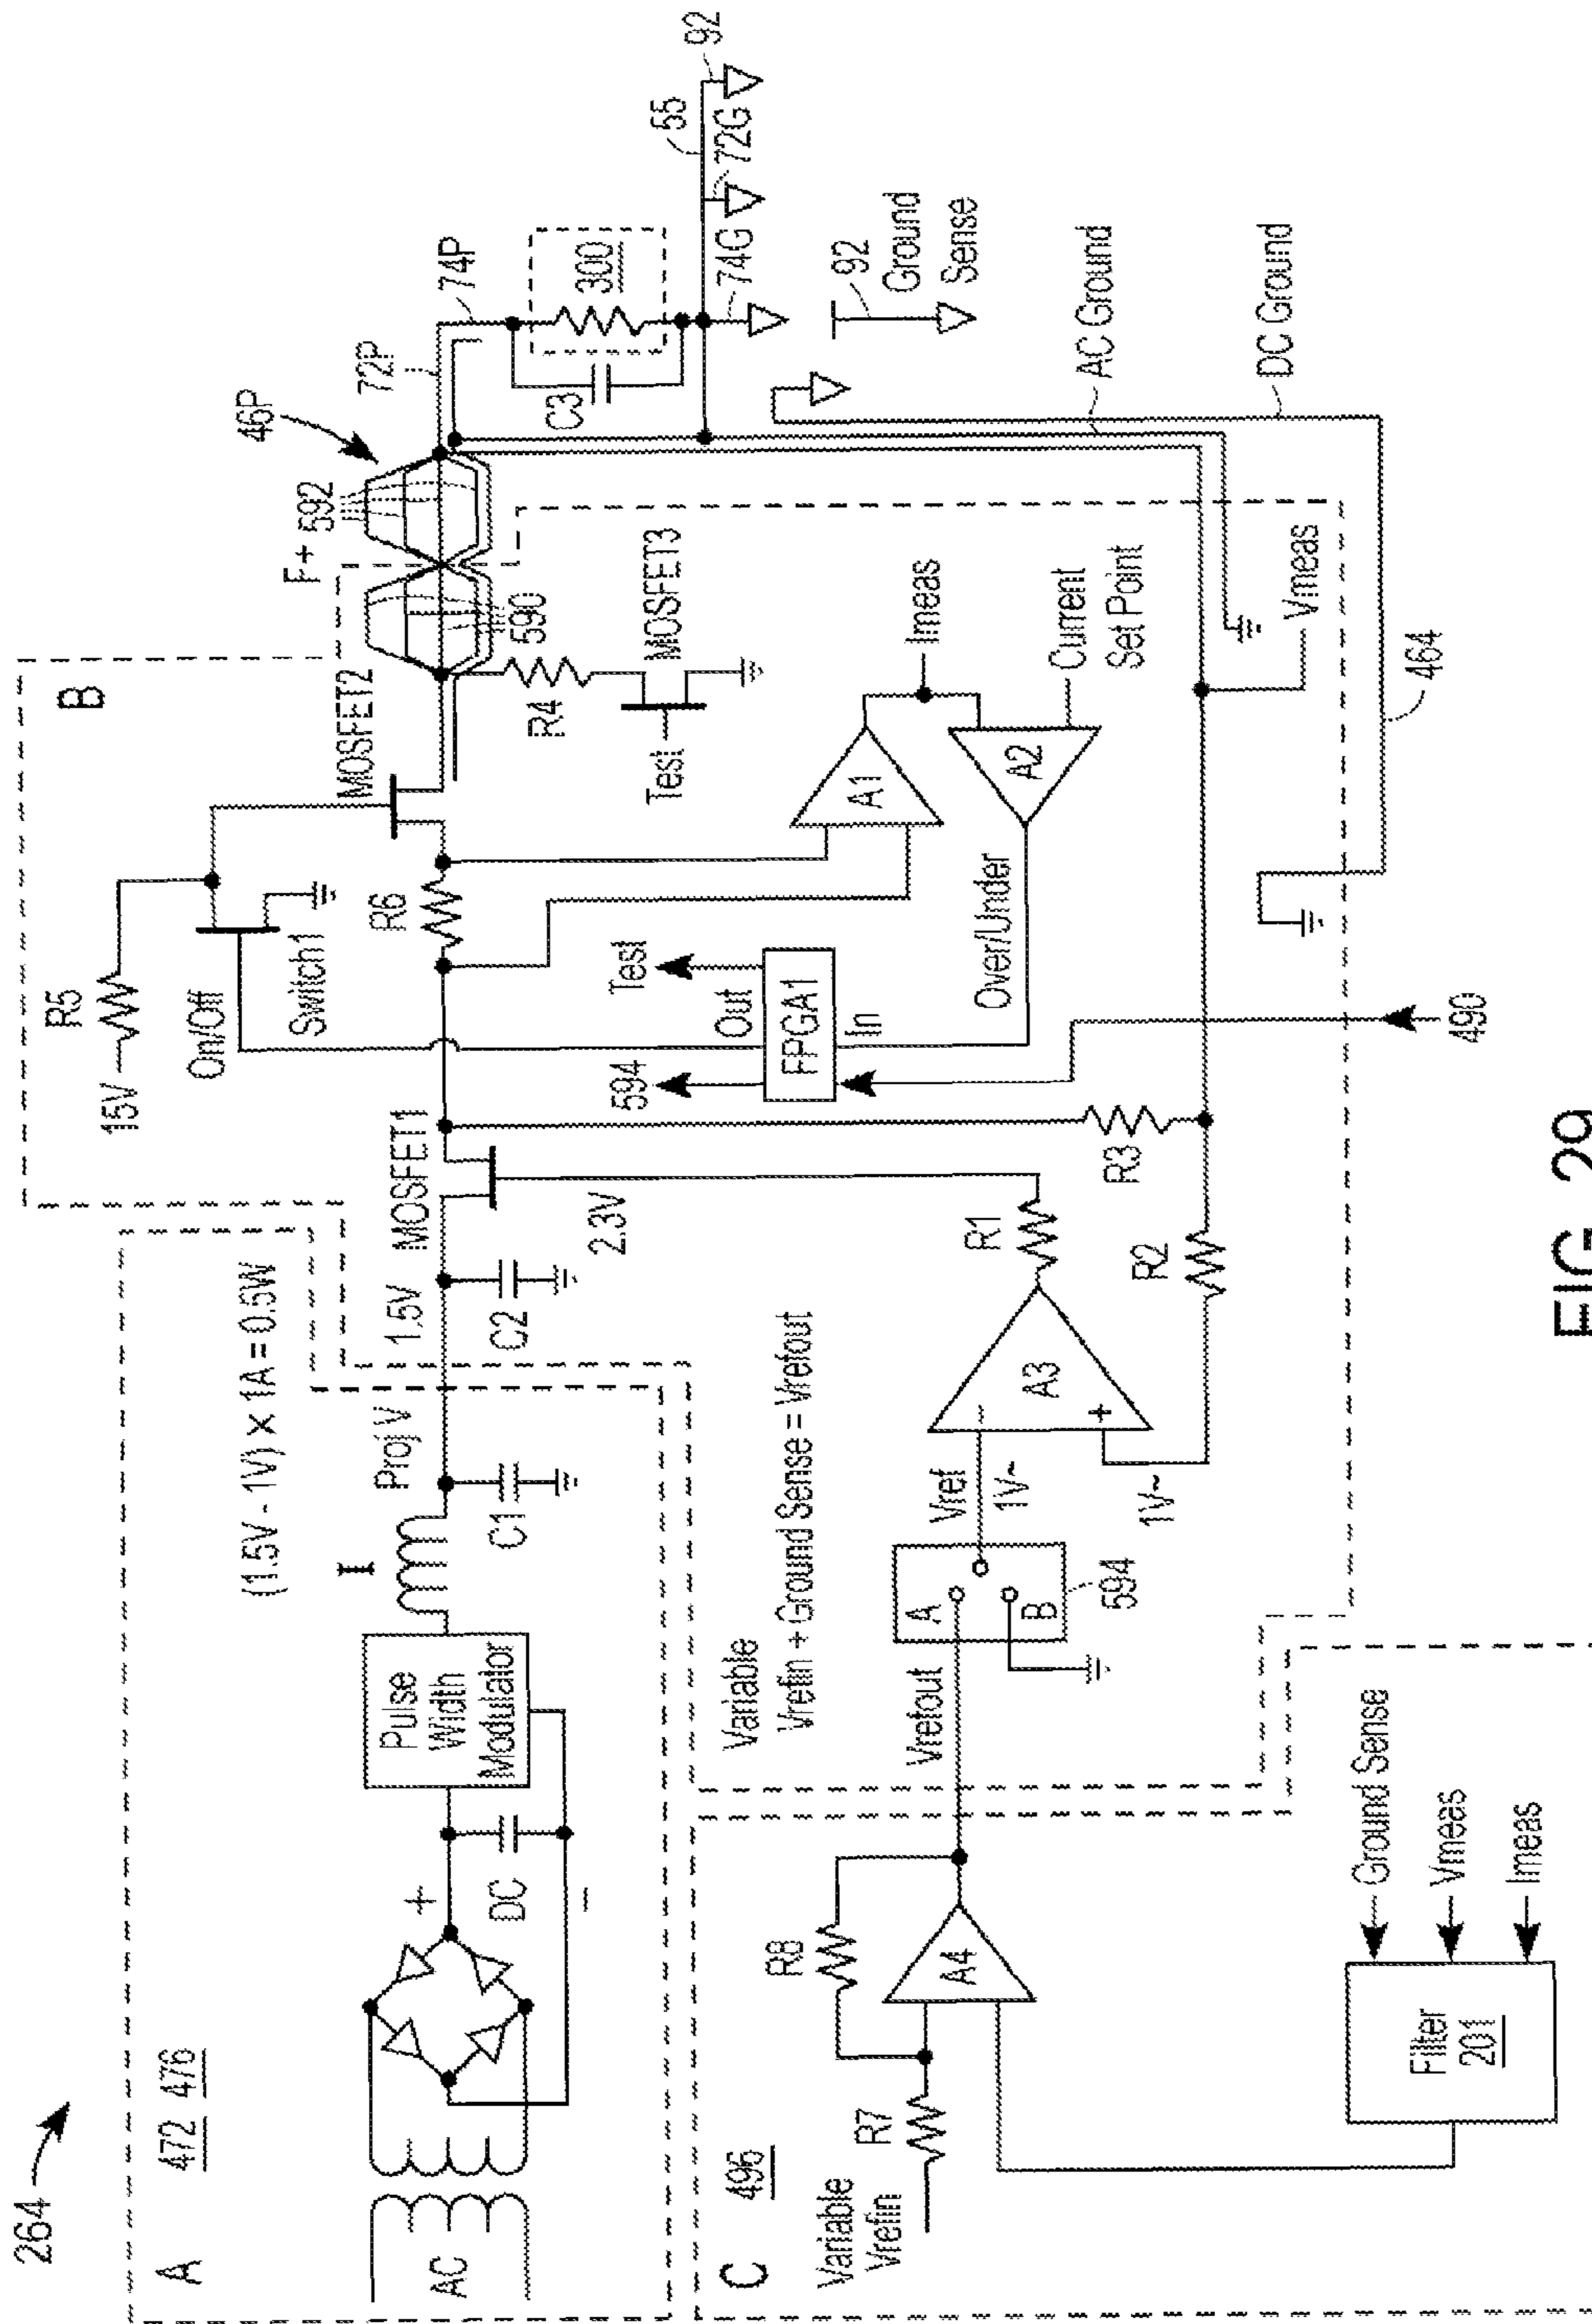 264
A
472 476
AC
+
DC
–
Pulse
Width
Modulator
I
C1
Proj V
(1.5V - 1V) x 1A = 0.5W
1.5V
C2
MOSFET1
2.3V
B
15V
R5
On/Off
Switch1
R6
MOSFET2
F+
592
590
46P
72P
74P
300
C3
55
92
72G
74G
92
Ground
Sense
AC Ground
DC Ground
R4
MOSFET3
Test
A1
Imeas
A2
Current
Set Point
Over/Under
594
Test
Out
FPGA1
In
490
464
Vmeas
R3
R1
R2
A3
–
+
Vref
1V~
1V~
Variable
Vrefin + Ground Sense = Vrefout
A
B
594
Vrefout
C
496
Variable
Vrefin
R7
R8
A4
Filter
201
Ground Sense
Vmeas
Imeas
FIG. 29